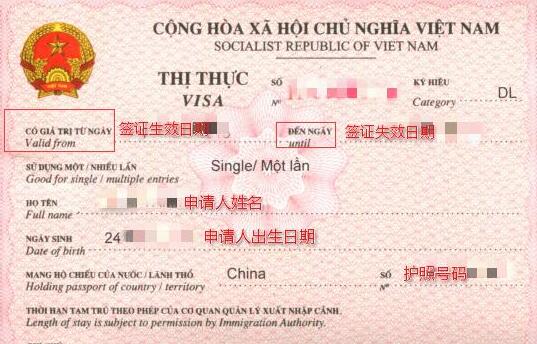 CỘNG HÒA XÃ HỘI CHỦ NGHĨA VIỆT NAM
SOCIALIST REPUBLIC OF VIET NAM
THỊ THỰC SỐ KÝ HIỆU DL
VISA Nº Category
CÓ GIÁ TRỊ TỪ NGÀY 签证生效日期 ĐẾN NGÀY 签证失效日期
Valid from until
SỬ DỤNG MỘT / NHIỀU LẦN Single/ Một lần
Good for single / multiple entries
HỌ TÊN 申请人姓名
Full name
NGÀY SINH 24 申请人出生日期
Date of birth
MANG HỘ CHIẾU CỦA NƯỚC / LÃNH THỔ China SỐ 护照号码
Holding passport of country / territory Nº
THỜI HẠN TẠM TRÚ THEO PHÉP CỦA CƠ QUAN QUẢN LÝ XUẤT NHẬP CẢNH.
Length of stay is subject to permission by Immigration Authority.